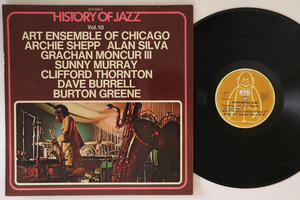 HISTORY OF JAZZ
Vol. 10
ART ENSEMBLE OF CHICAGO
ARCHIE SHEPP ALAN SILVA
GRACHAN MONCUR III
SUNNY MURRAY
CLIFFORD THORNTON
DAVE BURRELL
BURTON GREENE
BYG